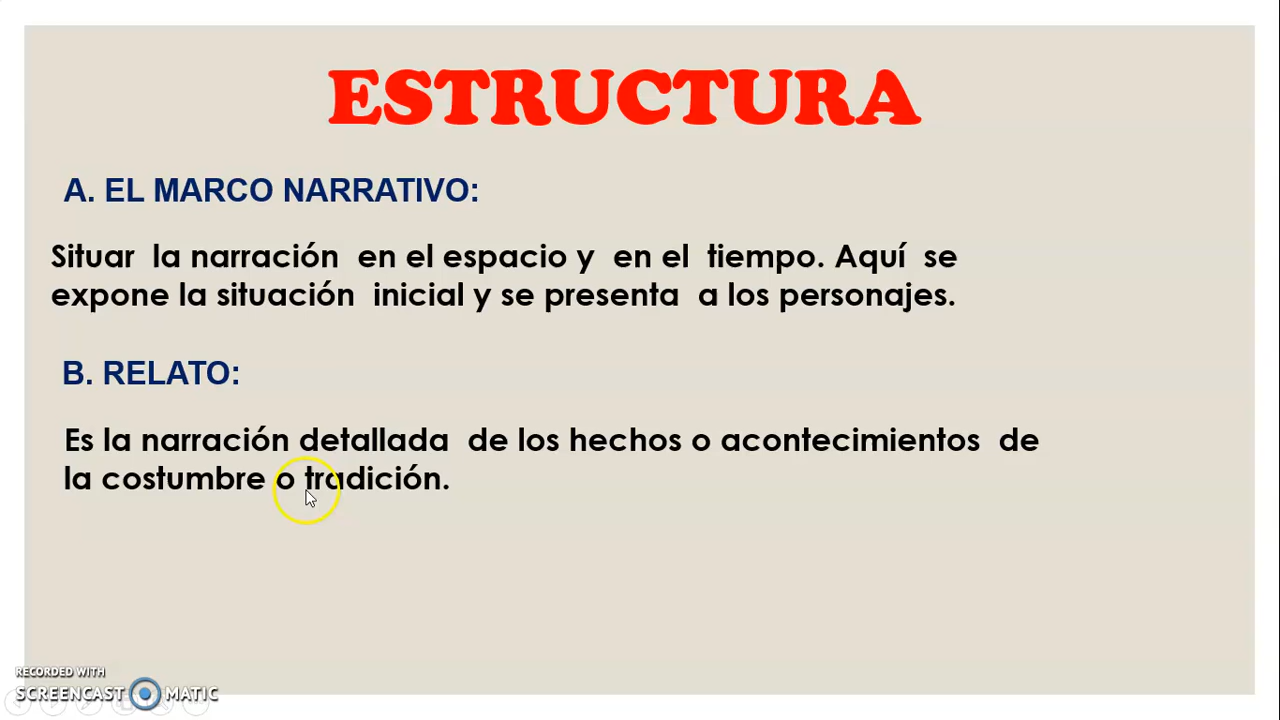 ESTRUCTURA
A. EL MARCO NARRATIVO:
Situar la narración en el espacio y en el tiempo. Aquí se
expone la situación inicial y se presenta a los personajes.
B. RELATO:
Es la narración detallada de los hechos o acontecimientos de
la costumbre o tradición.
RECORDED WITH
SCREENCAST MATIC